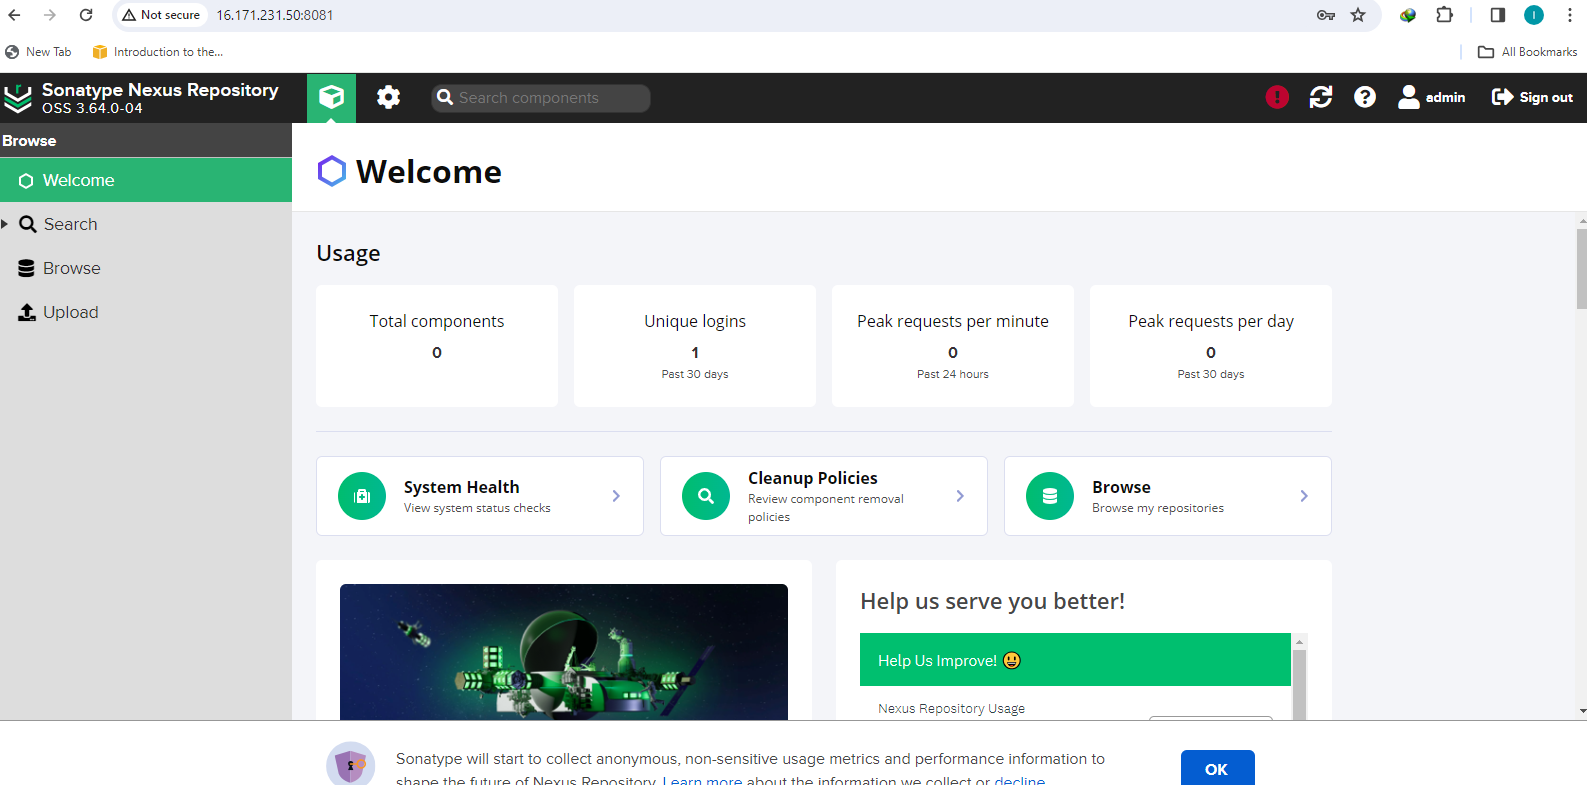 Not secure 16.171.231.50:8081
New Tab Introduction to the... All Bookmarks
Sonatype Nexus Repository
OSS 3.64.0-04
Search components
admin Sign out
Browse
Welcome
Search
Browse
Upload
Welcome
Usage
Total components
0
Unique logins
1
Past 30 days
Peak requests per minute
0
Past 24 hours
Peak requests per day
0
Past 30 days
System Health
View system status checks
Cleanup Policies
Review component removal
policies
Browse
Browse my repositories
Help us serve you better!
Help Us Improve! 😃
Nexus Repository Usage
Sonatype will start to collect anonymous, non-sensitive usage metrics and performance information to
shape the future of Nexus Repository. Learn more about the information we collect or decline.
OK